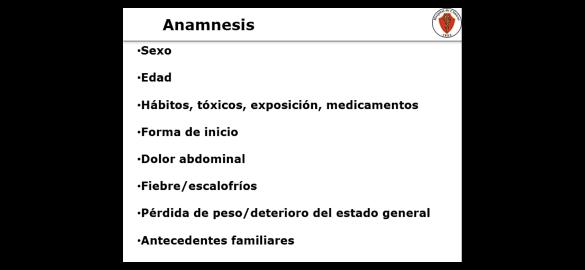 Anamnesis
·Sexo
·Edad
·Hábitos, tóxicos, exposición, medicamentos
·Forma de inicio
·Dolor abdominal
·Fiebre/escalofríos
·Pérdida de peso/deterioro del estado general
·Antecedentes familiares